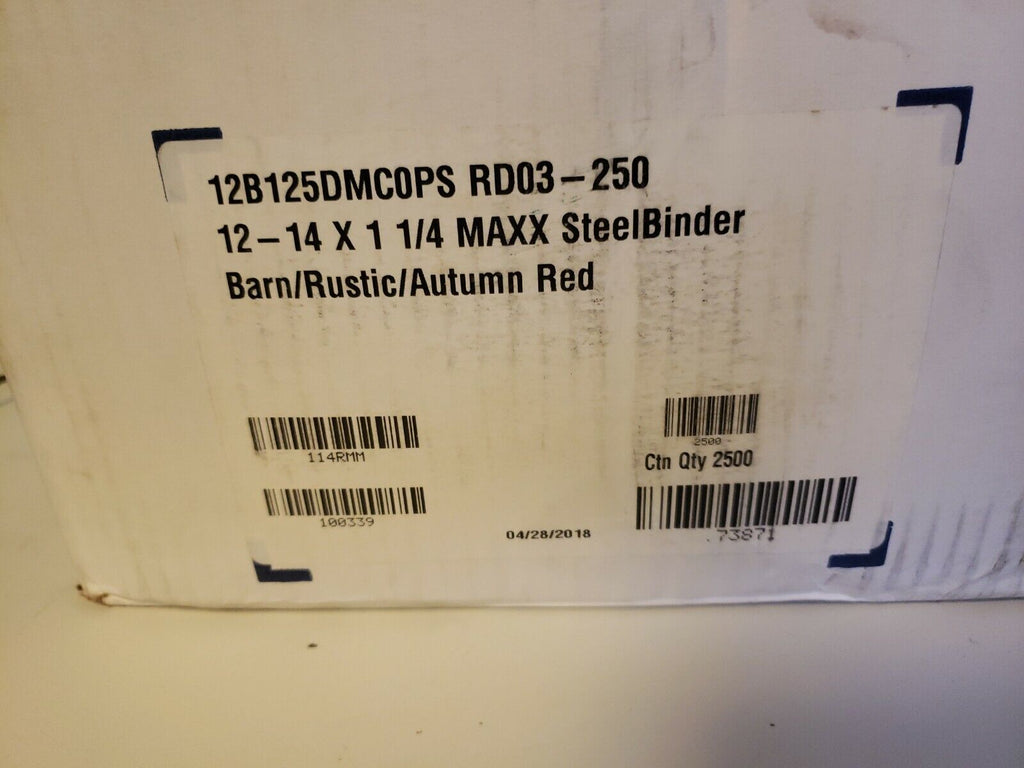 12B125DMC0PS RD03-250
12-14 X 1 1/4 MAXX SteelBinder
Barn/Rustic/Autumn Red
114RMM
2500
Ctn Qty 2500
100339
04/28/2018
73871